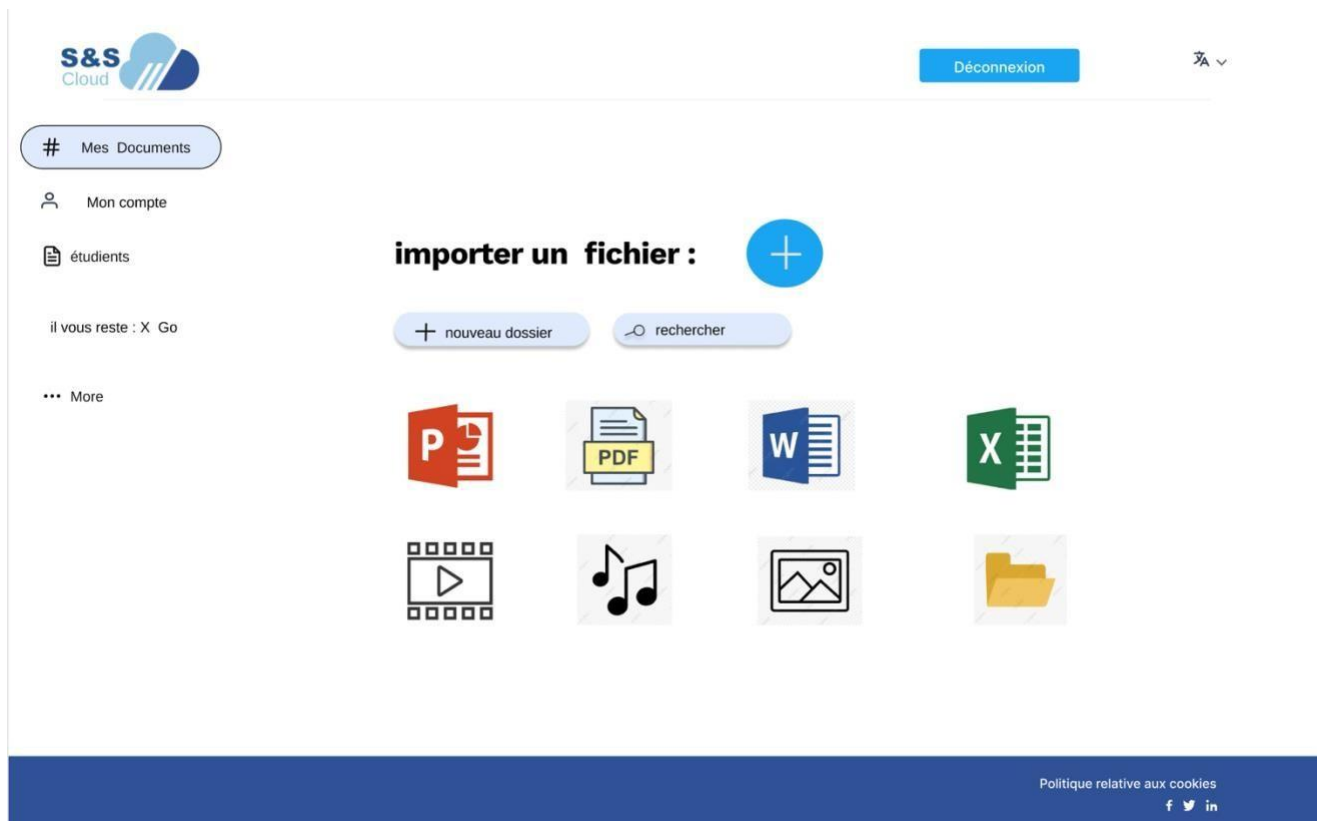 S&S
Cloud
Déconnexion
# Mes Documents
Mon compte
étudients
il vous reste : X Go
... More
importer un fichier :
nouveau dossier
rechercher
P
PDF
W
X
Politique relative aux cookies